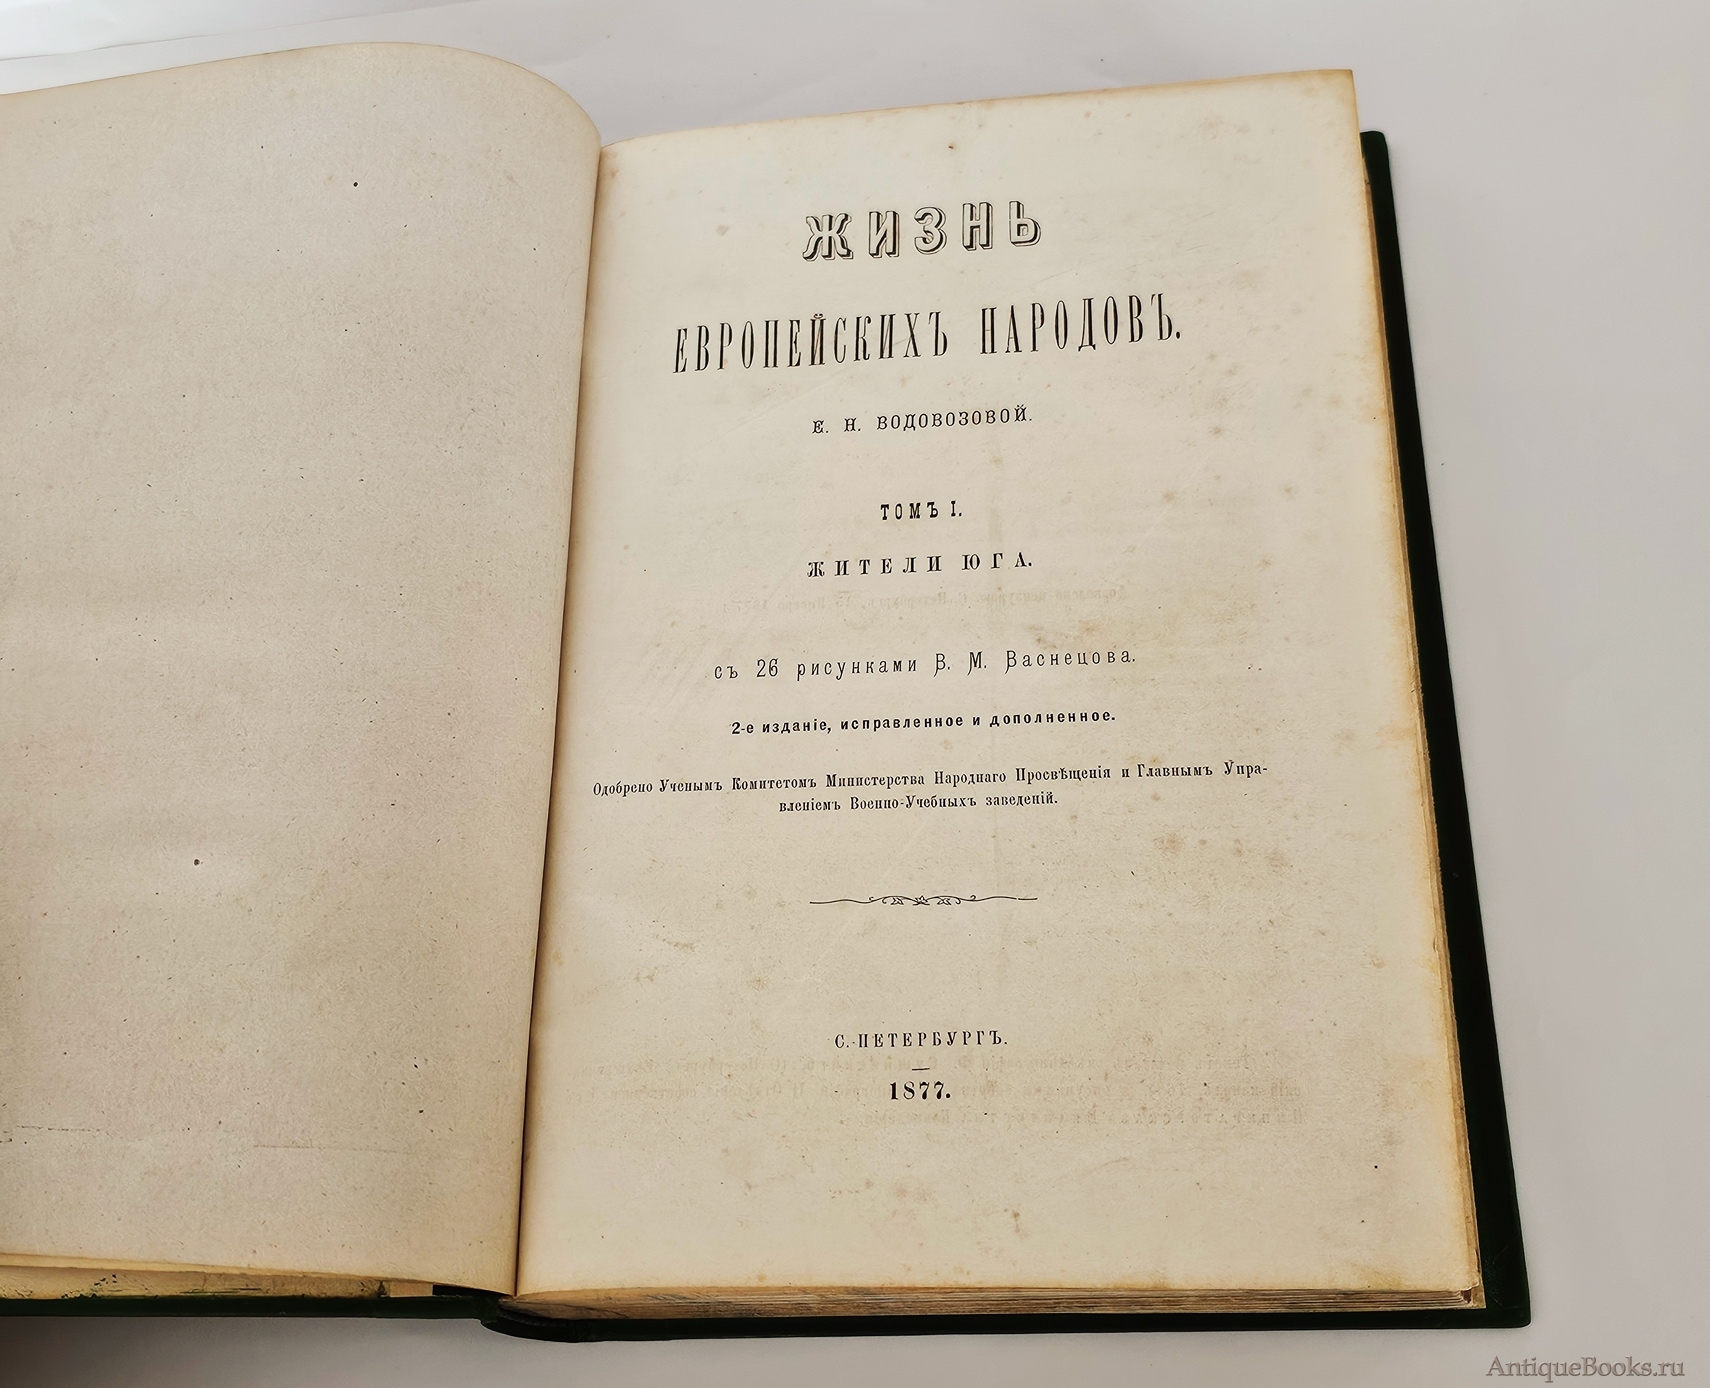 ЖИЗНЬ
ЕВРОПЕЙСКИХЪ НАРОДОВЪ.
Е. Н. ВОДОВОЗОВОЙ.
ТОМЪ I.
ЖИТЕЛИ ЮГА.
съ 26 рисунками В. М. Васнецова.
2-е изданіе, исправленное и дополненное.
Одобрено Ученымъ Комитетомъ Министерства Народнаго Просвѣщенія и Главнымъ Упра-
вленіемъ Военно-Учебныхъ заведеній.
С.-ПЕТЕРБУРГЪ.
1877.
AntiqueBooks.ru